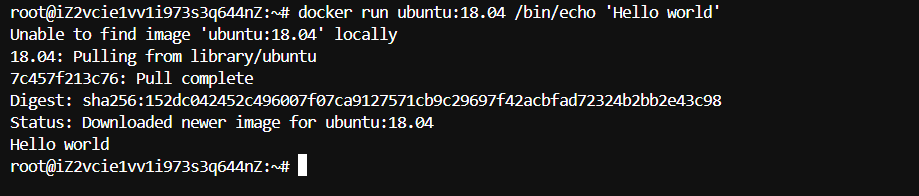 root@iZ2vcie1vv1i973s3q644nZ:~# docker run ubuntu:18.04 /bin/echo 'Hello world'
Unable to find image 'ubuntu:18.04' locally
18.04: Pulling from library/ubuntu
7c457f213c76: Pull complete
Digest: sha256:152dc042452c496007f07ca9127571cb9c29697f42acbfad72324b2bb2e43c98
Status: Downloaded newer image for ubuntu:18.04
Hello world
root@iZ2vcie1vv1i973s3q644nZ:~#